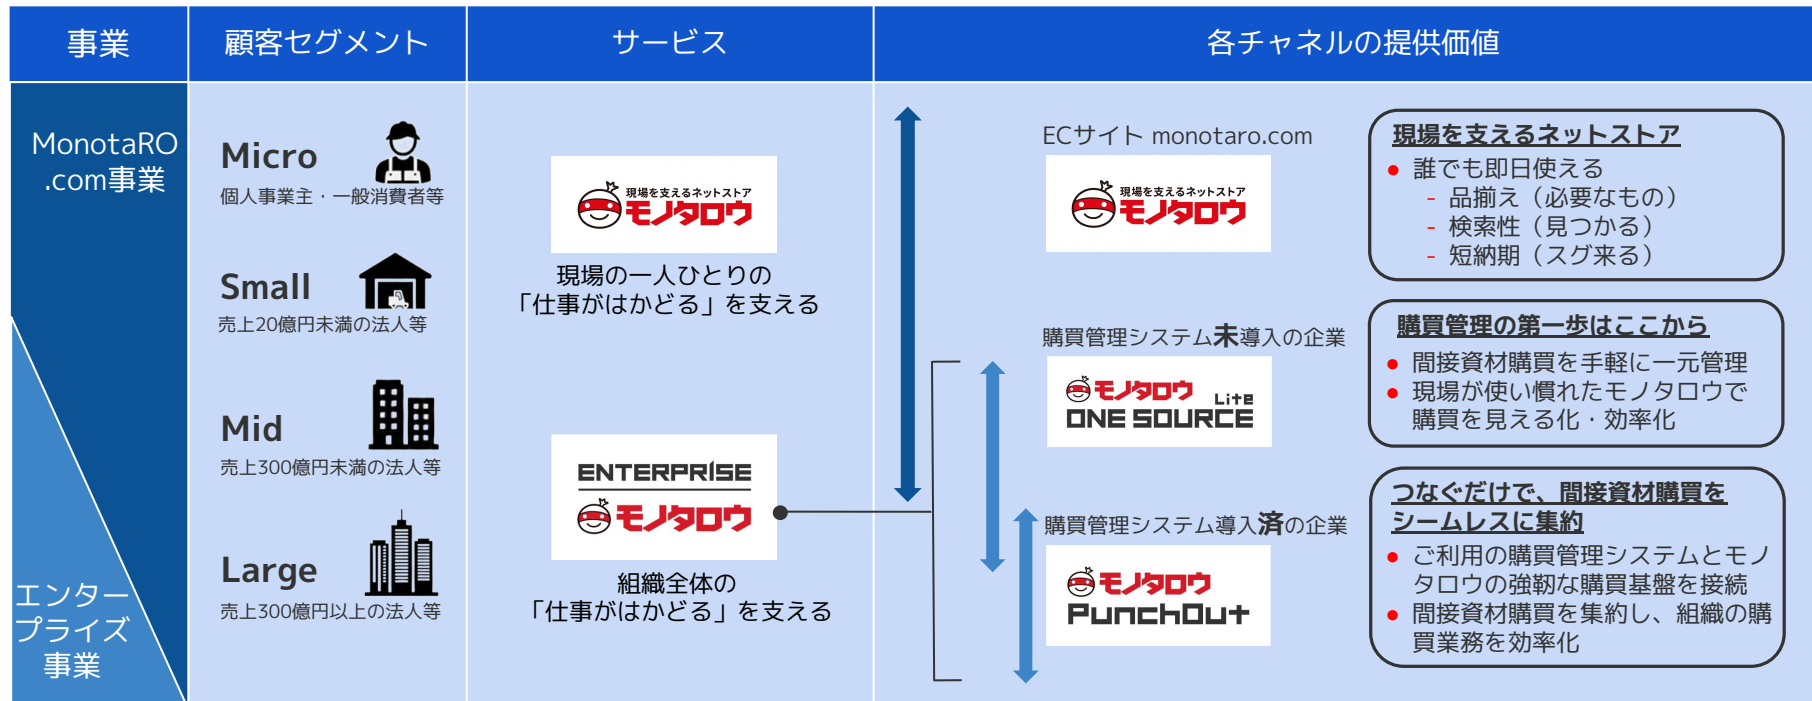 事業
顧客セグメント
サービス
各チャネルの提供価値
MonotaRO
.com事業
エンター
プライズ
事業
Micro
個人事業主・一般消費者等
Small
売上20億円未満の法人等
Mid
売上300億円未満の法人等
Large
売上300億円以上の法人等
現場を支えるネットストア
モノタロウ
現場の一人ひとりの
「仕事がはかどる」を支える
ENTERPRISE
モノタロウ
組織全体の
「仕事がはかどる」を支える
ECサイト monotaro.com
現場を支えるネットストア
モノタロウ
現場を支えるネットストア
● 誰でも即日使える
- 品揃え（必要なもの）
- 検索性（見つかる）
- 短納期（スグ来る）
購買管理システム未導入の企業
モノタロウ
ONE SOURCE Lite
購買管理の第一歩はここから
● 間接資材購買を手軽に一元管理
● 現場が使い慣れたモノタロウで
購買を見える化・効率化
購買管理システム導入済の企業
モノタロウ
PunchOut
つなぐだけで、間接資材購買を
シームレスに集約
● ご利用の購買管理システムとモノ
タロウの強靭な購買基盤を接続
● 間接資材購買を集約し、組織の購
買業務を効率化